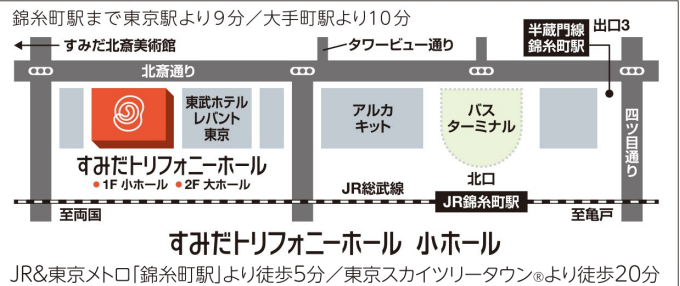 錦糸町駅まで東京駅より9分／大手町駅より10分
すみだ北斎美術館
タワービュー通り
半蔵門線
錦糸町駅
出口3
北斎通り
東武ホテル
レバント
東京
アルカ
キット
バス
ターミナル
四ツ目通り
すみだトリフォニーホール
1F 小ホール 2F 大ホール
北口
JR総武線
JR錦糸町駅
至両国
至亀戸
すみだトリフォニーホール 小ホール
JR&東京メトロ「錦糸町駅」より徒歩5分／東京スカイツリータウン®より徒歩20分